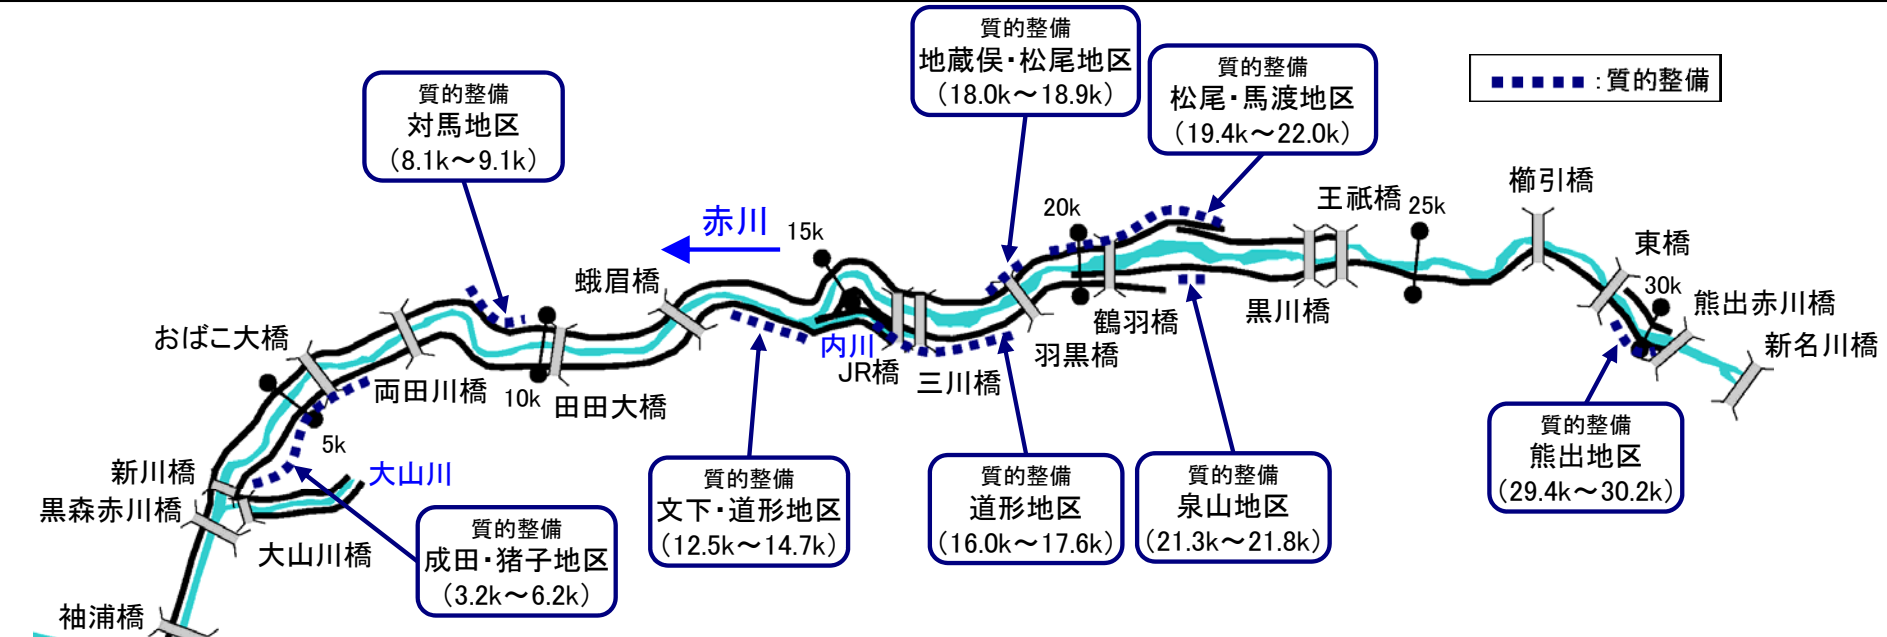 質的整備
地蔵俣・松尾地区
(18.0k～18.9k)
質的整備
松尾・馬渡地区
(19.4k～22.0k)
：質的整備
質的整備
対馬地区
(8.1k～9.1k)
赤川
15k
20k
王祇橋
25k
櫛引橋
東橋
30k
熊出赤川橋
新名川橋
蛾眉橋
おばこ大橋
両田川橋
10k
田田大橋
内川
JR橋
三川橋
羽黒橋
鶴羽橋
黒川橋
5k
新川橋
黒森赤川橋
大山川
大山川橋
袖浦橋
質的整備
成田・猪子地区
(3.2k～6.2k)
質的整備
文下・道形地区
(12.5k～14.7k)
質的整備
道形地区
(16.0k～17.6k)
質的整備
泉山地区
(21.3k～21.8k)
質的整備
熊出地区
(29.4k～30.2k)